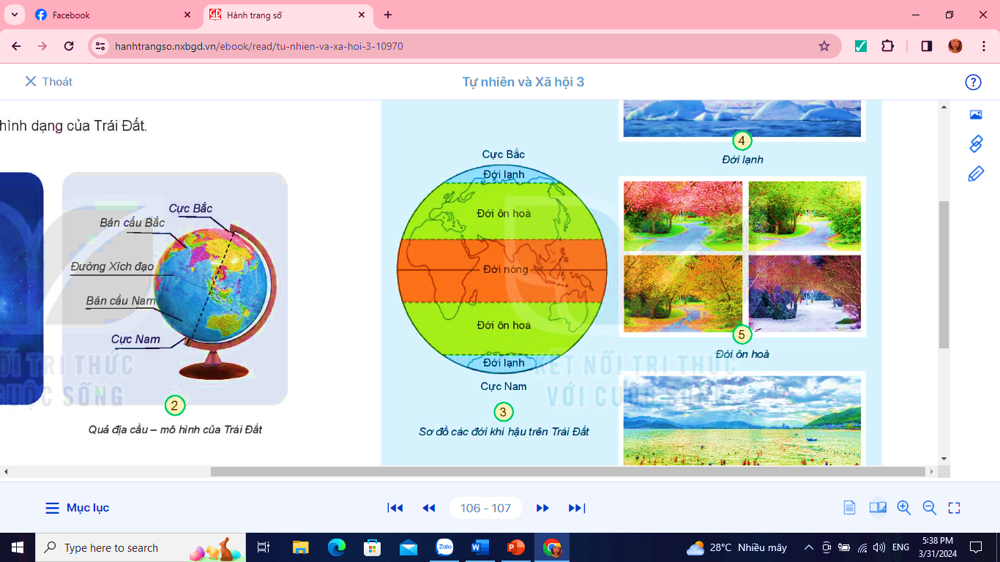 Facebook
Hành trang số
hanhtrangso.nxbgd.vn/ebook/read/tu-nhien-va-xa-hoi-3-10970
Thoát
Tự nhiên và Xã hội 3
hình dạng của Trái Đất.
Cực Bắc
Bán cầu Bắc
Đường Xích đạo
Bán cầu Nam
Cực Nam
2
Quả địa cầu – mô hình của Trái Đất
Cực Bắc
Đới lạnh
Đới ôn hoà
Đới nóng
Đới ôn hoà
Đới lạnh
Cực Nam
3
Sơ đồ các đới khí hậu trên Trái Đất
4
Đới lạnh
5
Đới ôn hoà
NỐI TRI THỨC
CUỘC SỐNG
KẾT NỐI TRI THỨC
VỚI CUỘC SỐNG
Mục lục
106 - 107
Type here to search
Zalo
28°C Nhiều mây
ENG
5:38 PM
3/31/2024